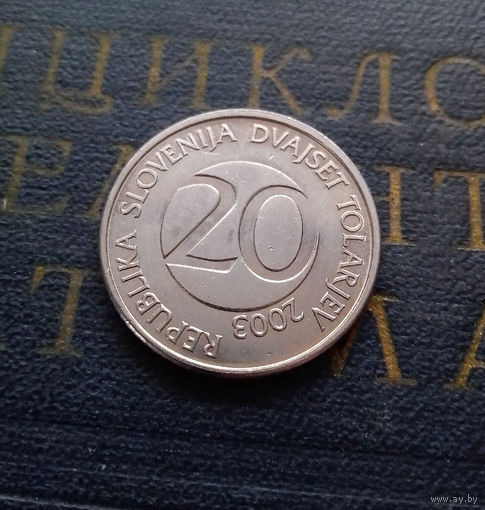 REPUBLIKA SLOVENIJA DVAJSET TOLARJEV
20
2003
www.ay.by